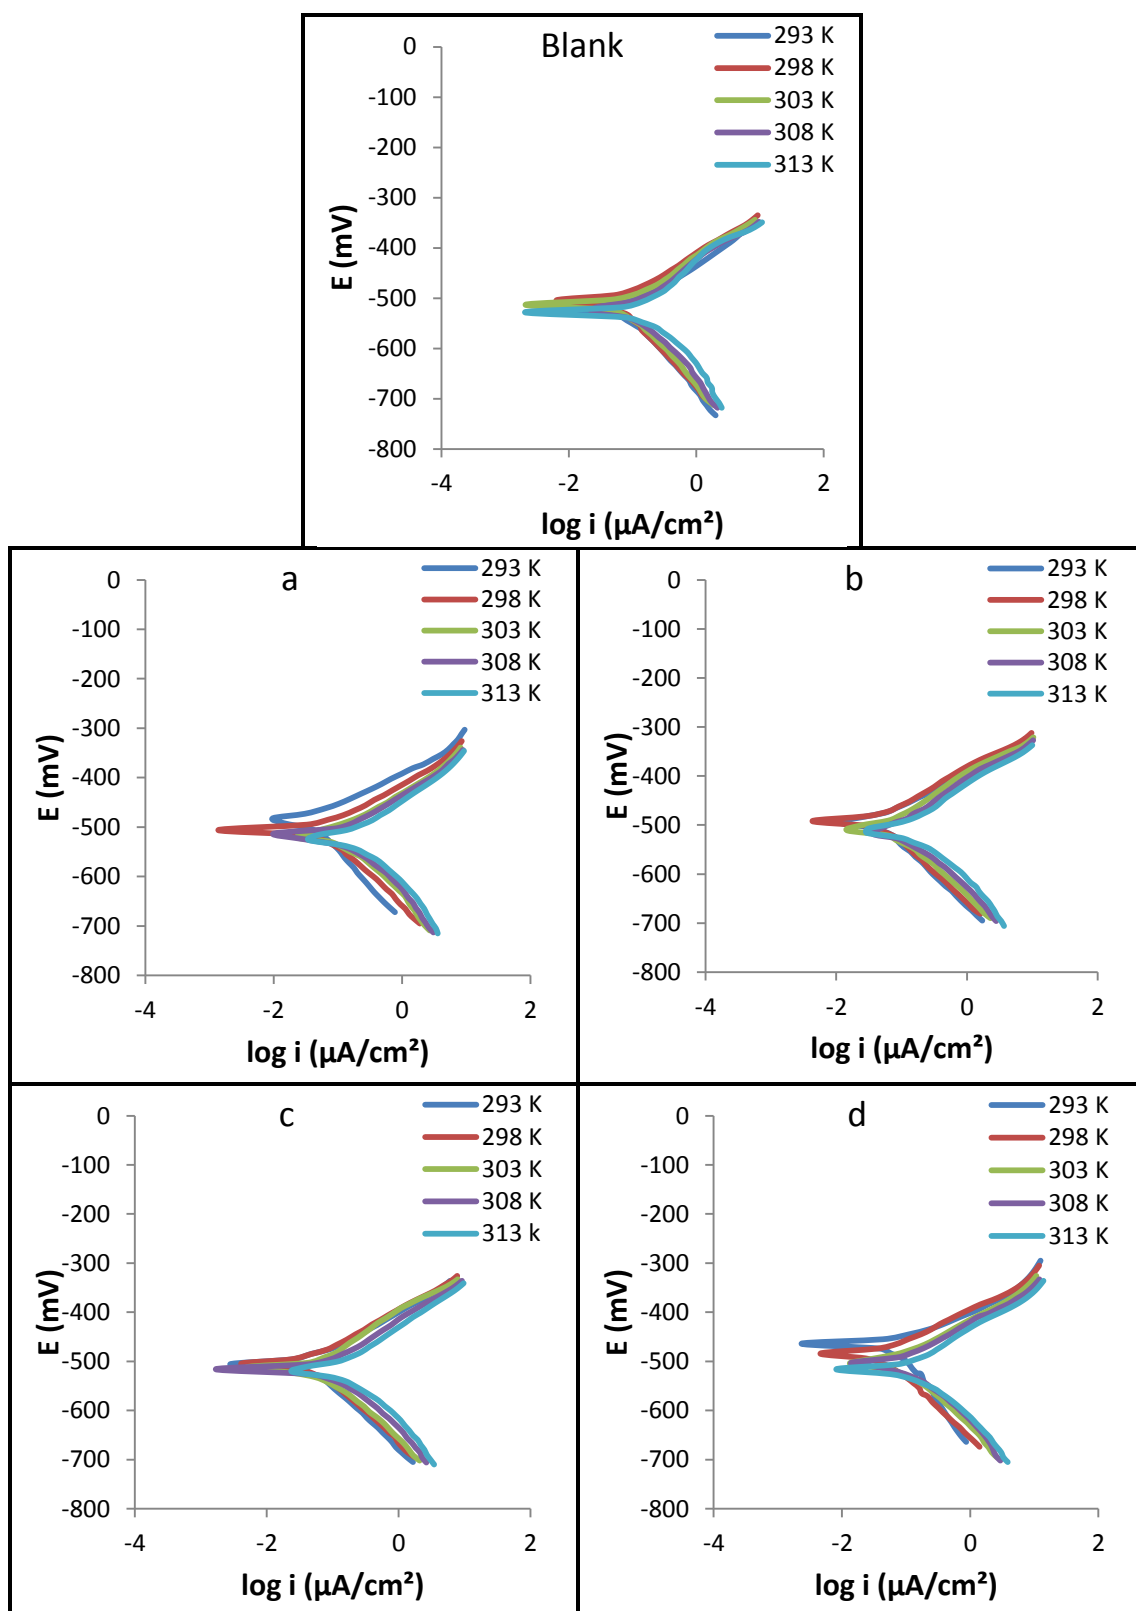 Blank
293 K
298 K
303 K
308 K
313 K
0
-100
-200
-300
-400
-500
-600
-700
-800
E (mV)
-4 -2 0 2
log i (µA/cm²)
a
293 K
298 K
303 K
308 K
313 K
0
-100
-200
-300
-400
-500
-600
-700
-800
E (mV)
-4 -2 0 2
log i (µA/cm²)
b
293 K
298 K
303 K
308 K
313 K
0
-100
-200
-300
-400
-500
-600
-700
-800
E (mV)
-4 -2 0 2
log i (µA/cm²)
c
293 K
298 K
303 K
308 K
313 k
0
-100
-200
-300
-400
-500
-600
-700
-800
E (mV)
-4 -2 0 2
log i (µA/cm²)
d
293 K
298 K
303 K
308 K
313 K
0
-100
-200
-300
-400
-500
-600
-700
-800
E (mV)
-4 -2 0 2
log i (µA/cm²)